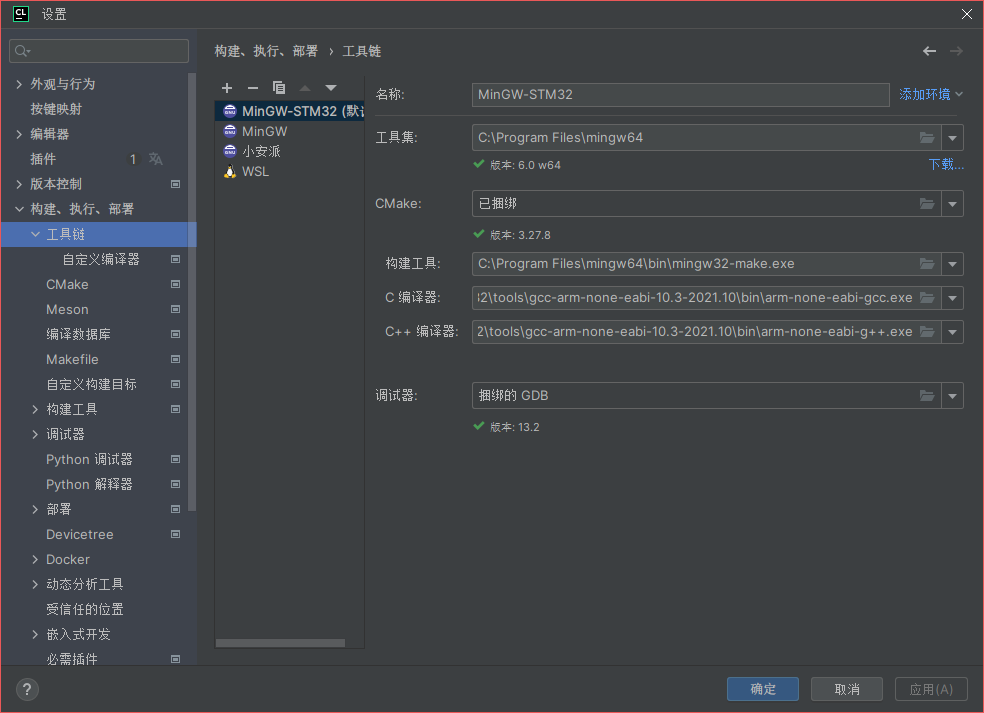 CL 设置
外观与行为
按键映射
编辑器
插件 1
版本控制
构建、执行、部署
工具链
自定义编译器
CMake
Meson
编译数据库
Makefile
自定义构建目标
构建工具
调试器
Python 调试器
Python 解释器
部署
Devicetree
Docker
动态分析工具
受信任的位置
嵌入式开发
必需插件
构建、执行、部署 › 工具链
MinGW-STM32 (默认
MinGW
小安派
WSL
名称: MinGW-STM32 添加环境
工具集: C:\Program Files\mingw64
版本: 6.0 w64 下载...
CMake: 已捆绑
版本: 3.27.8
构建工具: C:\Program Files\mingw64\bin\mingw32-make.exe
C 编译器: 32\tools\gcc-arm-none-eabi-10.3-2021.10\bin\arm-none-eabi-gcc.exe
C++ 编译器: 2\tools\gcc-arm-none-eabi-10.3-2021.10\bin\arm-none-eabi-g++.exe
调试器: 捆绑的 GDB
版本: 13.2
? 确定 取消 应用(A)